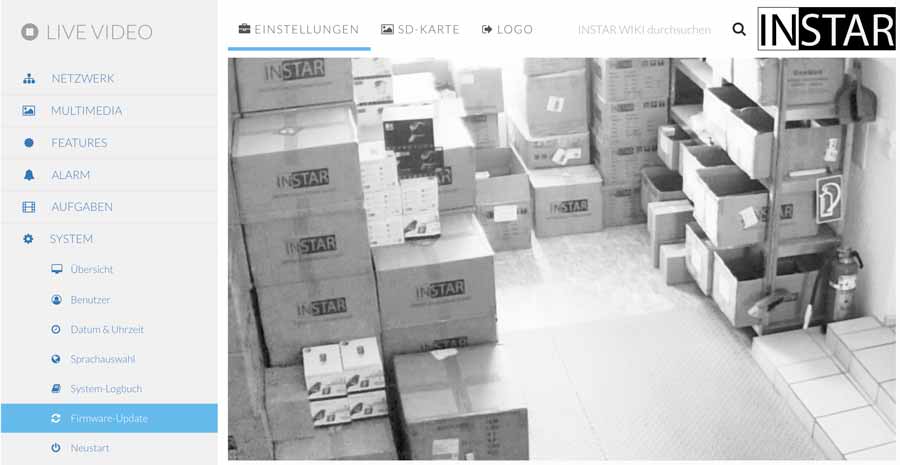 LIVE VIDEO
NETZWERK
MULTIMEDIA
FEATURES
ALARM
AUFGABEN
SYSTEM
Übersicht
Benutzer
Datum & Uhrzeit
Sprachauswahl
System-Logbuch
Firmware-Update
Neustart
EINSTELLUNGEN
SD-KARTE
LOGO
INSTAR WIKI durchsuchen
INSTAR
INSTAR
INSTAR
INSTAR
INSTAR
INSTAR
INSTAR
INSTAR
INSTAR